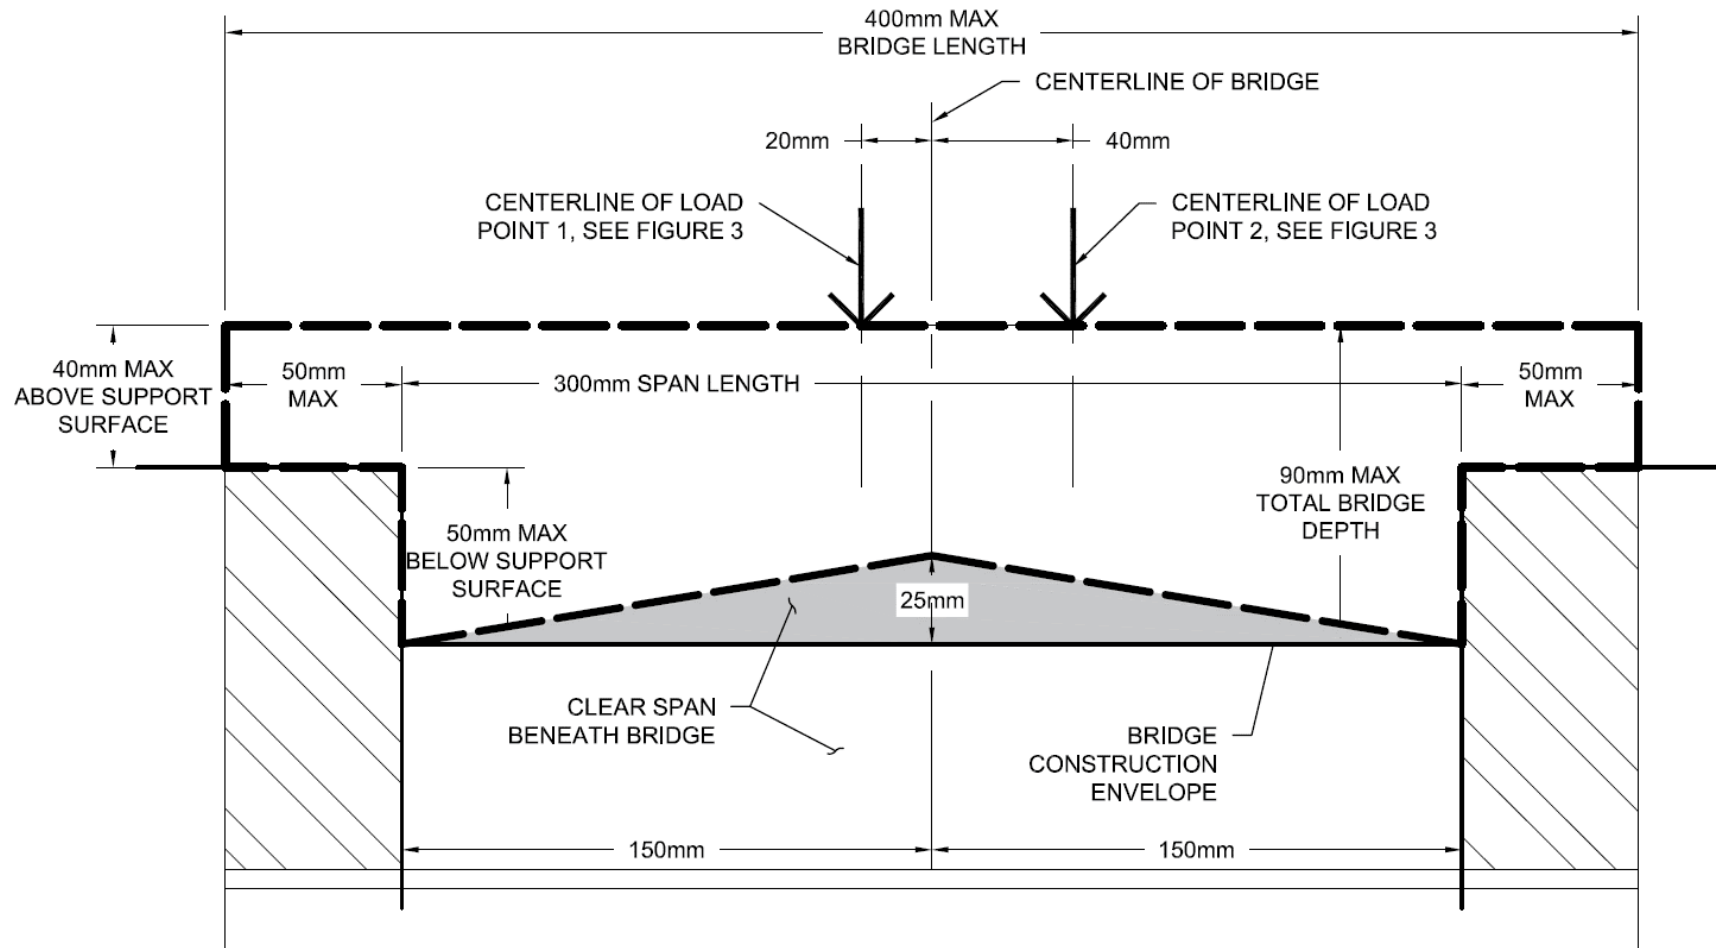 400mm MAX
BRIDGE LENGTH
CENTERLINE OF BRIDGE
20mm
40mm
CENTERLINE OF LOAD
POINT 1, SEE FIGURE 3
CENTERLINE OF LOAD
POINT 2, SEE FIGURE 3
40mm MAX
ABOVE SUPPORT
SURFACE
50mm
MAX
300mm SPAN LENGTH
50mm
MAX
50mm MAX
BELOW SUPPORT
SURFACE
90mm MAX
TOTAL BRIDGE
DEPTH
25mm
CLEAR SPAN
BENEATH BRIDGE
BRIDGE
CONSTRUCTION
ENVELOPE
150mm
150mm